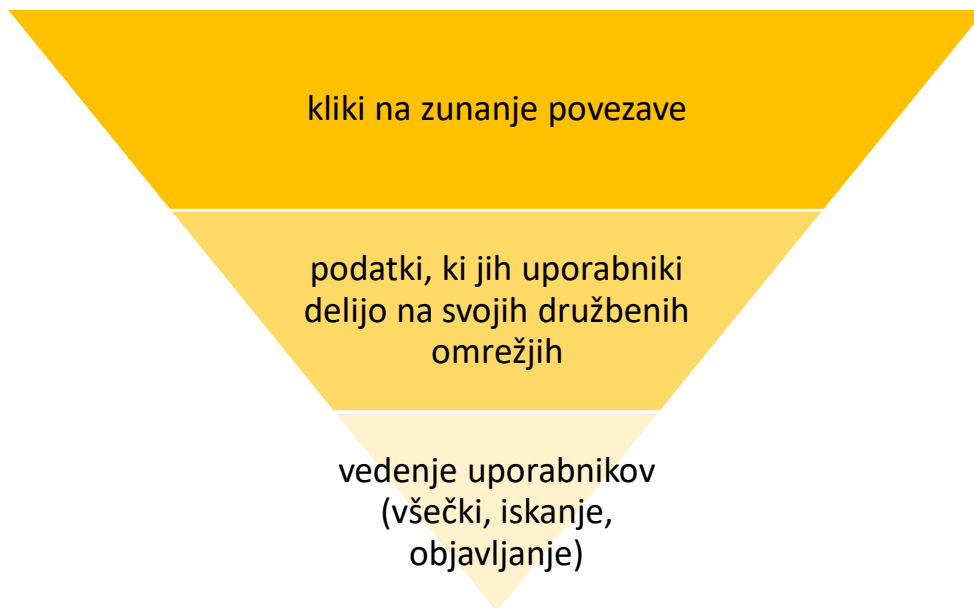 kliki na zunanje povezave
podatki, ki jih uporabniki
delijo na svojih družbenih
omrežjih
vedenje uporabnikov
(všečki, iskanje,
objavljanje)